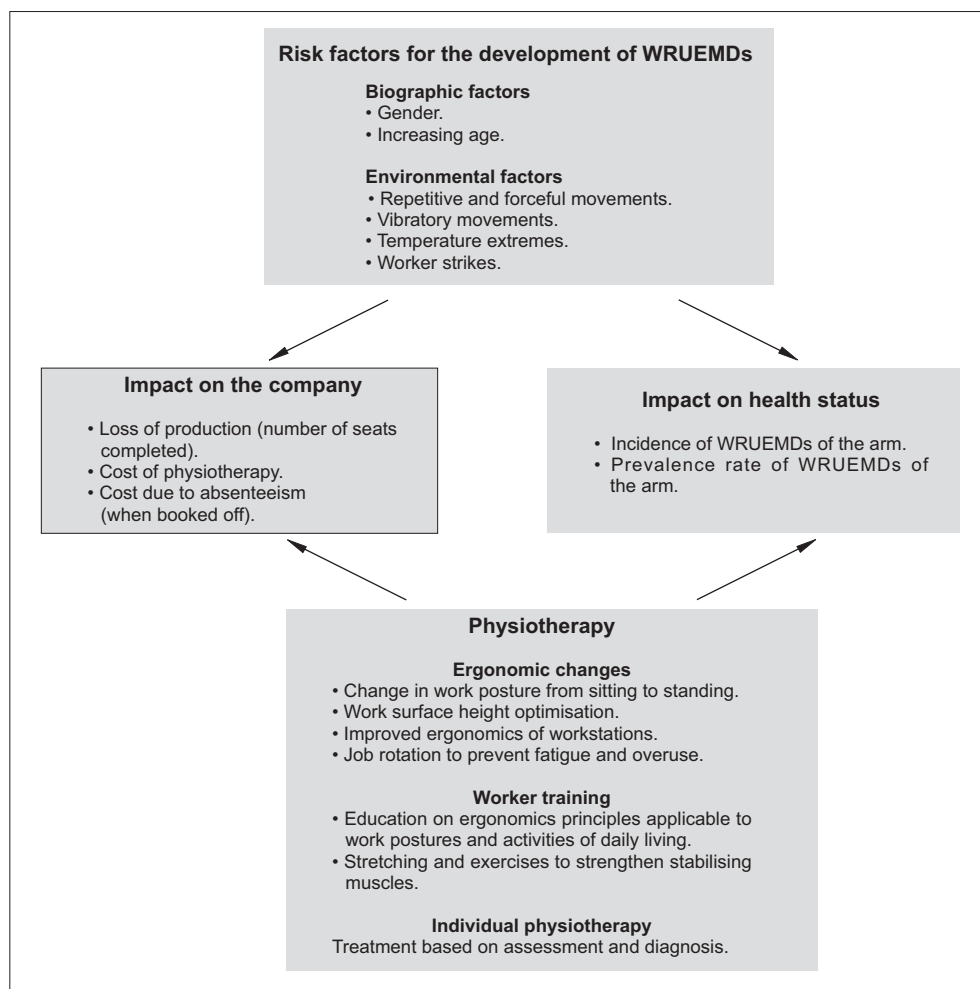 Risk factors for the development of WRUEMDs
Biographic factors
• Gender.
• Increasing age.
Environmental factors
• Repetitive and forceful movements.
• Vibratory movements.
• Temperature extremes.
• Worker strikes.
Impact on the company
• Loss of production (number of seats
completed).
• Cost of physiotherapy.
• Cost due to absenteeism
(when booked off).
Impact on health status
• Incidence of WRUEMDs of the arm.
• Prevalence rate of WRUEMDs of
the arm.
Physiotherapy
Ergonomic changes
• Change in work posture from sitting to standing.
• Work surface height optimisation.
• Improved ergonomics of workstations.
• Job rotation to prevent fatigue and overuse.
Worker training
• Education on ergonomics principles applicable to
work postures and activities of daily living.
• Stretching and exercises to strengthen stabilising
muscles.
Individual physiotherapy
Treatment based on assessment and diagnosis.